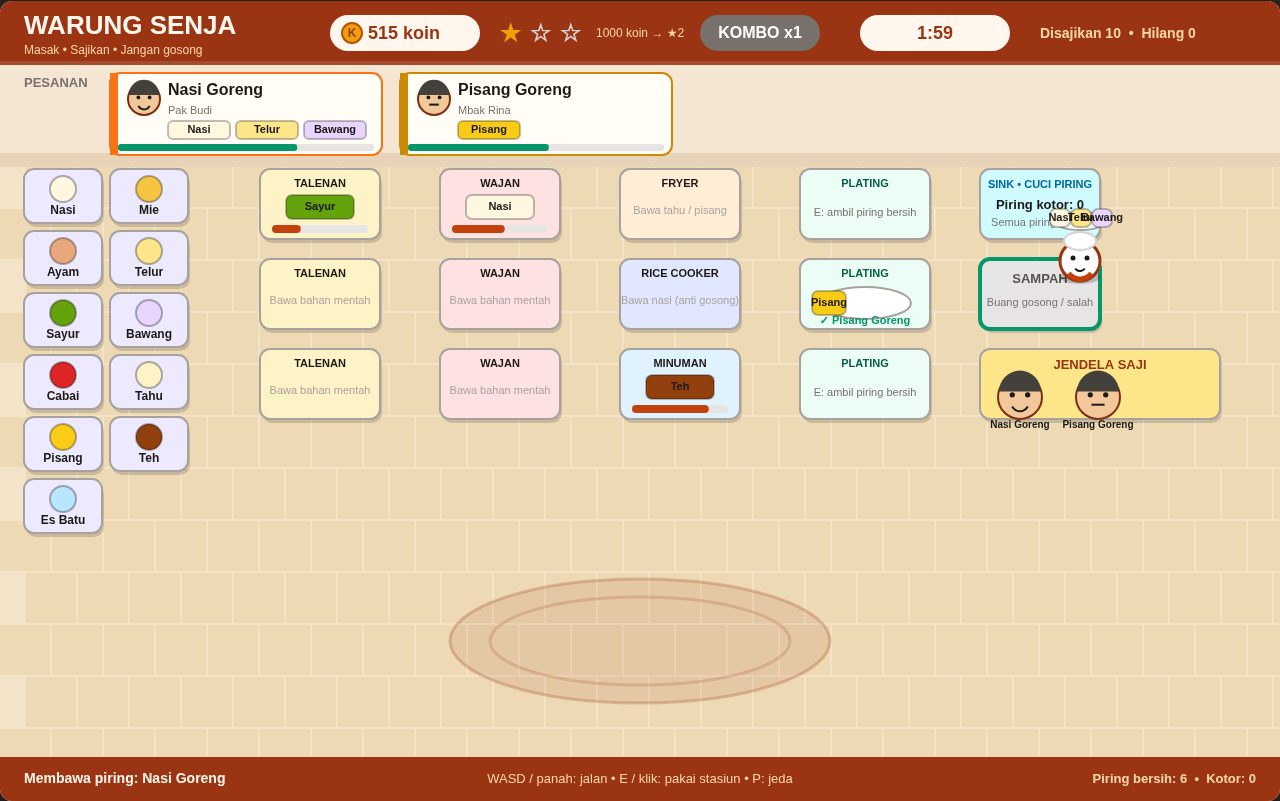 WARUNG SENJA
Masak • Sajikan • Jangan gosong
K 515 koin
1000 koin → ★2
KOMBO x1
1:59
Disajikan 10 • Hilang 0
PESANAN
Nasi Goreng
Pak Budi
Nasi Telur Bawang
Pisang Goreng
Mbak Rina
Pisang
Nasi Mie
Ayam Telur
Sayur Bawang
Cabai Tahu
Pisang Teh
Es Batu
TALENAN
Sayur
WAJAN
Nasi
FRYER
Bawa tahu / pisang
PLATING
E: ambil piring bersih
SINK • CUCI PIRING
Piring kotor: 0
Semua
Nasi Bawang
TALENAN
Bawa bahan mentah
WAJAN
Bawa bahan mentah
RICE COOKER
Bawa nasi (anti gosong)
PLATING
Pisang
✓ Pisang Goreng
SAMPAH
Buang gosong / salah
TALENAN
Bawa bahan mentah
WAJAN
Bawa bahan mentah
MINUMAN
Teh
PLATING
E: ambil piring bersih
JENDELA SAJI
Nasi Goreng Pisang Goreng
Membawa piring: Nasi Goreng
WASD / panah: jalan • E / klik: pakai stasiun • P: jeda
Piring bersih: 6 • Kotor: 0